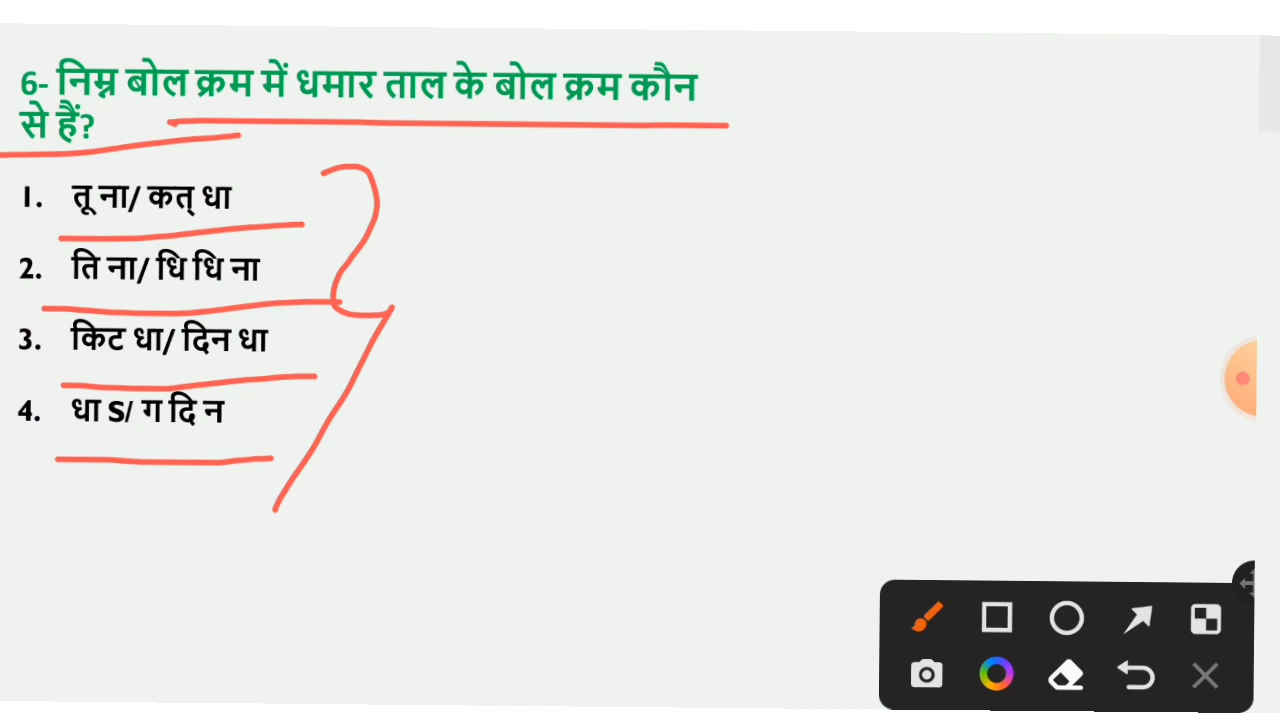 6- निम्न बोल क्रम में धमार ताल के बोल क्रम कौन
से हैं?
1. तू ना/ कत् धा
2. ति ना/ धि धि ना
3. किट धा/ दिन धा
4. धा S/ ग दि न